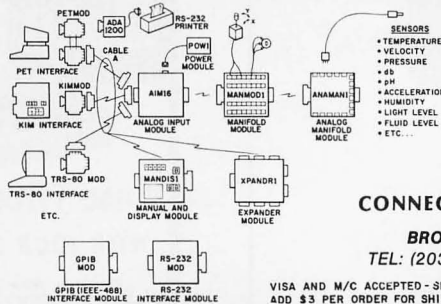 PETMOD
ADA
1200
RS-232
PRINTER
CABLE
A
POW1
POWER
MODULE
PET INTERFACE
KIMMOD
KIM INTERFACE
AIM16
ANALOG INPUT
MODULE
MANMOD1
MANIFOLD
MODULE
ANAMAN1
ANALOG
MANIFOLD
MODULE
SENSORS
• TEMPERATURE
• VELOCITY
• PRESSURE
• db
• pH
• ACCELERATION
• HUMIDITY
• LIGHT LEVEL
• FLUID LEVEL
• ETC...
TRS-80 MOD
TRS-80 INTERFACE
ETC.
MANDIS1
MANUAL AND
DISPLAY MODULE
XPANDR1
EXPANDER
MODULE
GPIB
MOD
GPIB (IEEE-488)
INTERFACE MODULE
RS-232
MOD
RS-232
INTERFACE MODULE
CONNEC
BRO
TEL: (203
VISA AND M/C ACCEPTED - S
ADD $3 PER ORDER FOR SH